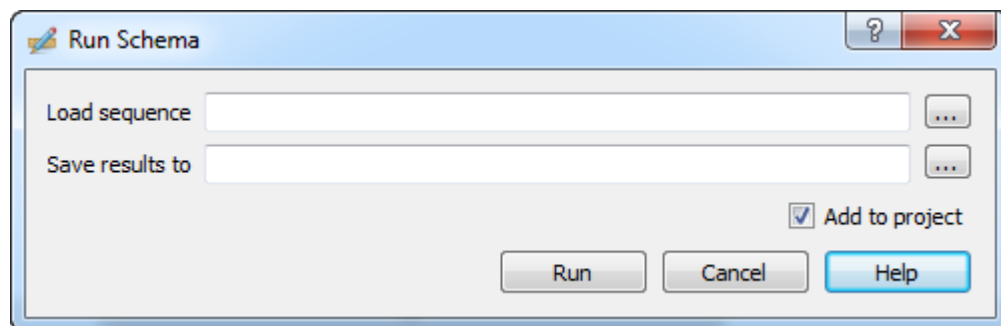 Run Schema
?
X
Load sequence
...
Save results to
...
Add to project
Run Cancel Help